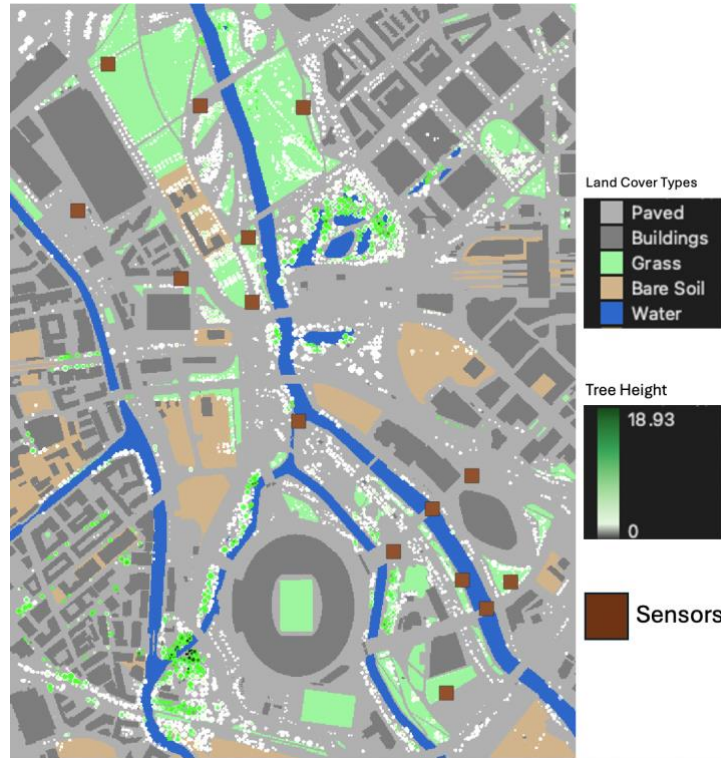 Land Cover Types
Paved
Buildings
Grass
Bare Soil
Water
Tree Height
18.93
0
Sensors